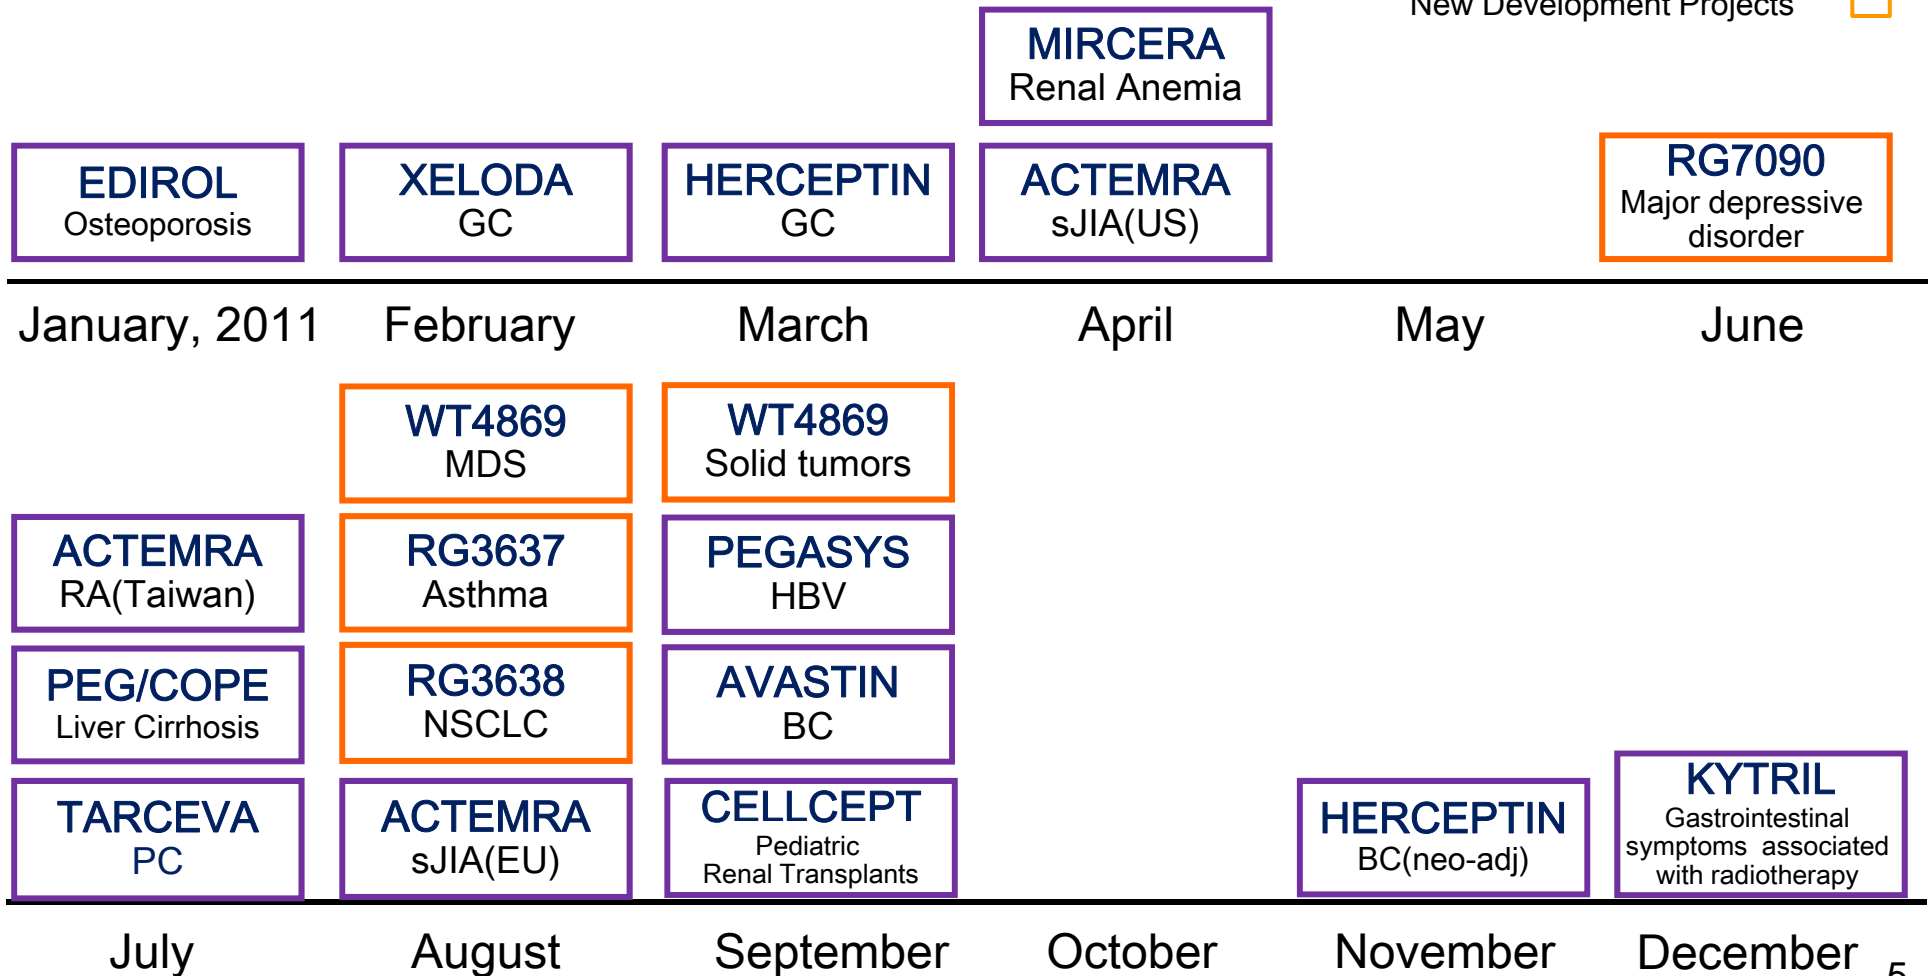 New Development Projects
MIRCERA
Renal Anemia
EDIROL
Osteoporosis
XELODA
GC
HERCEPTIN
GC
ACTEMRA
sJIA(US)
RG7090
Major depressive
disorder
January, 2011
February
March
April
May
June
WT4869
MDS
WT4869
Solid tumors
ACTEMRA
RA(Taiwan)
RG3637
Asthma
PEGASYS
HBV
PEG/COPE
Liver Cirrhosis
RG3638
NSCLC
AVASTIN
BC
TARCEVA
PC
ACTEMRA
sJIA(EU)
CELLCEPT
Pediatric
Renal Transplants
HERCEPTIN
BC(neo-adj)
KYTRIL
Gastrointestinal
symptoms associated
with radiotherapy
July
August
September
October
November
December
5